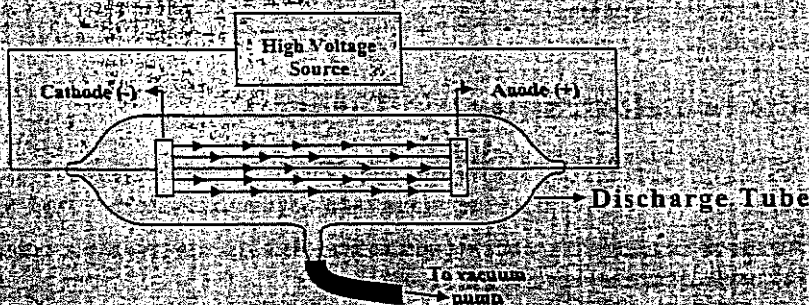 High Voltage
Source
Cathode (-)
Anode (+)
Discharge Tube
To vacuum
pump